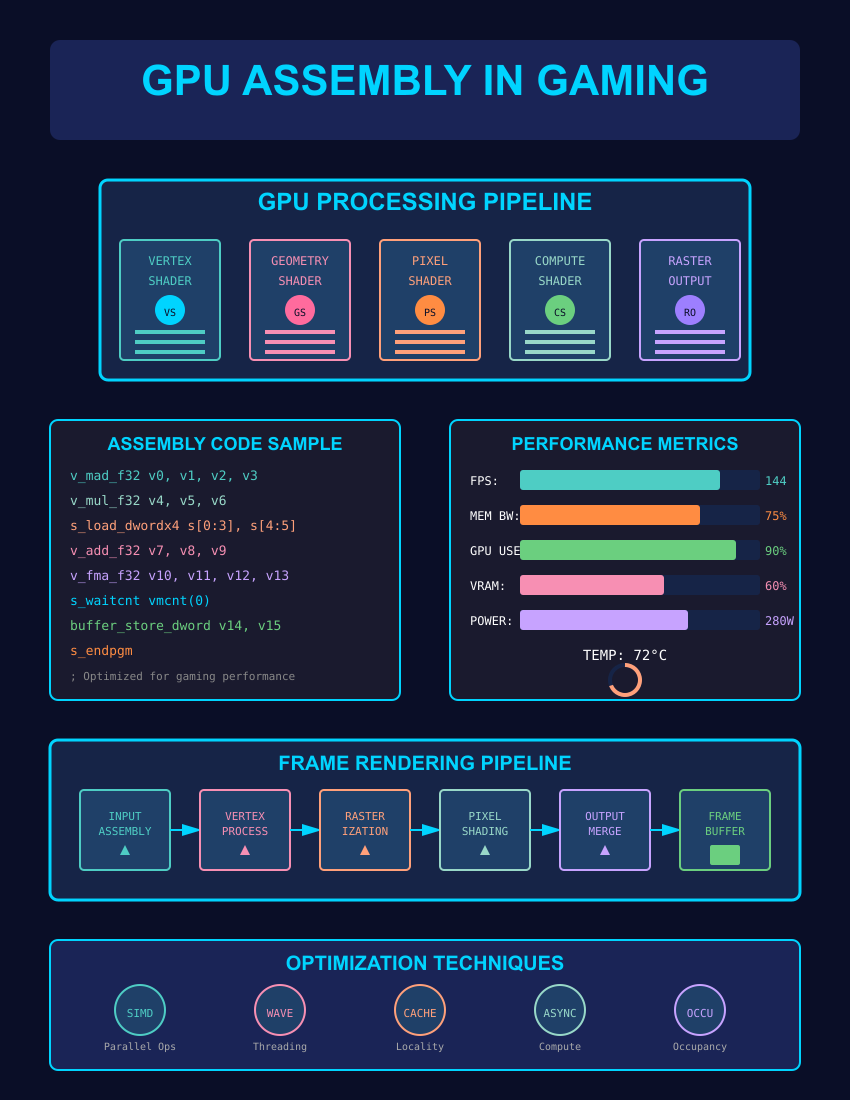 GPU ASSEMBLY IN GAMING
GPU PROCESSING PIPELINE
VERTEX
SHADER
VS
GEOMETRY
SHADER
GS
PIXEL
SHADER
PS
COMPUTE
SHADER
CS
RASTER
OUTPUT
RO
ASSEMBLY CODE SAMPLE
v_mad_f32 v0, v1, v2, v3
v_mul_f32 v4, v5, v6
s_load_dwordx4 s[0:3], s[4:5]
v_add_f32 v7, v8, v9
v_fma_f32 v10, v11, v12, v13
s_waitcnt vmcnt(0)
buffer_store_dword v14, v15
s_endpgm
; Optimized for gaming performance
PERFORMANCE METRICS
FPS: 144
MEM BW: 75%
GPU USE 90%
VRAM: 60%
POWER: 280W
TEMP: 72°C
FRAME RENDERING PIPELINE
INPUT
ASSEMBLY
VERTEX
PROCESS
RASTER
IZATION
PIXEL
SHADING
OUTPUT
MERGE
FRAME
BUFFER
OPTIMIZATION TECHNIQUES
SIMD
Parallel Ops
WAVE
Threading
CACHE
Locality
ASYNC
Compute
OCCU
Occupancy